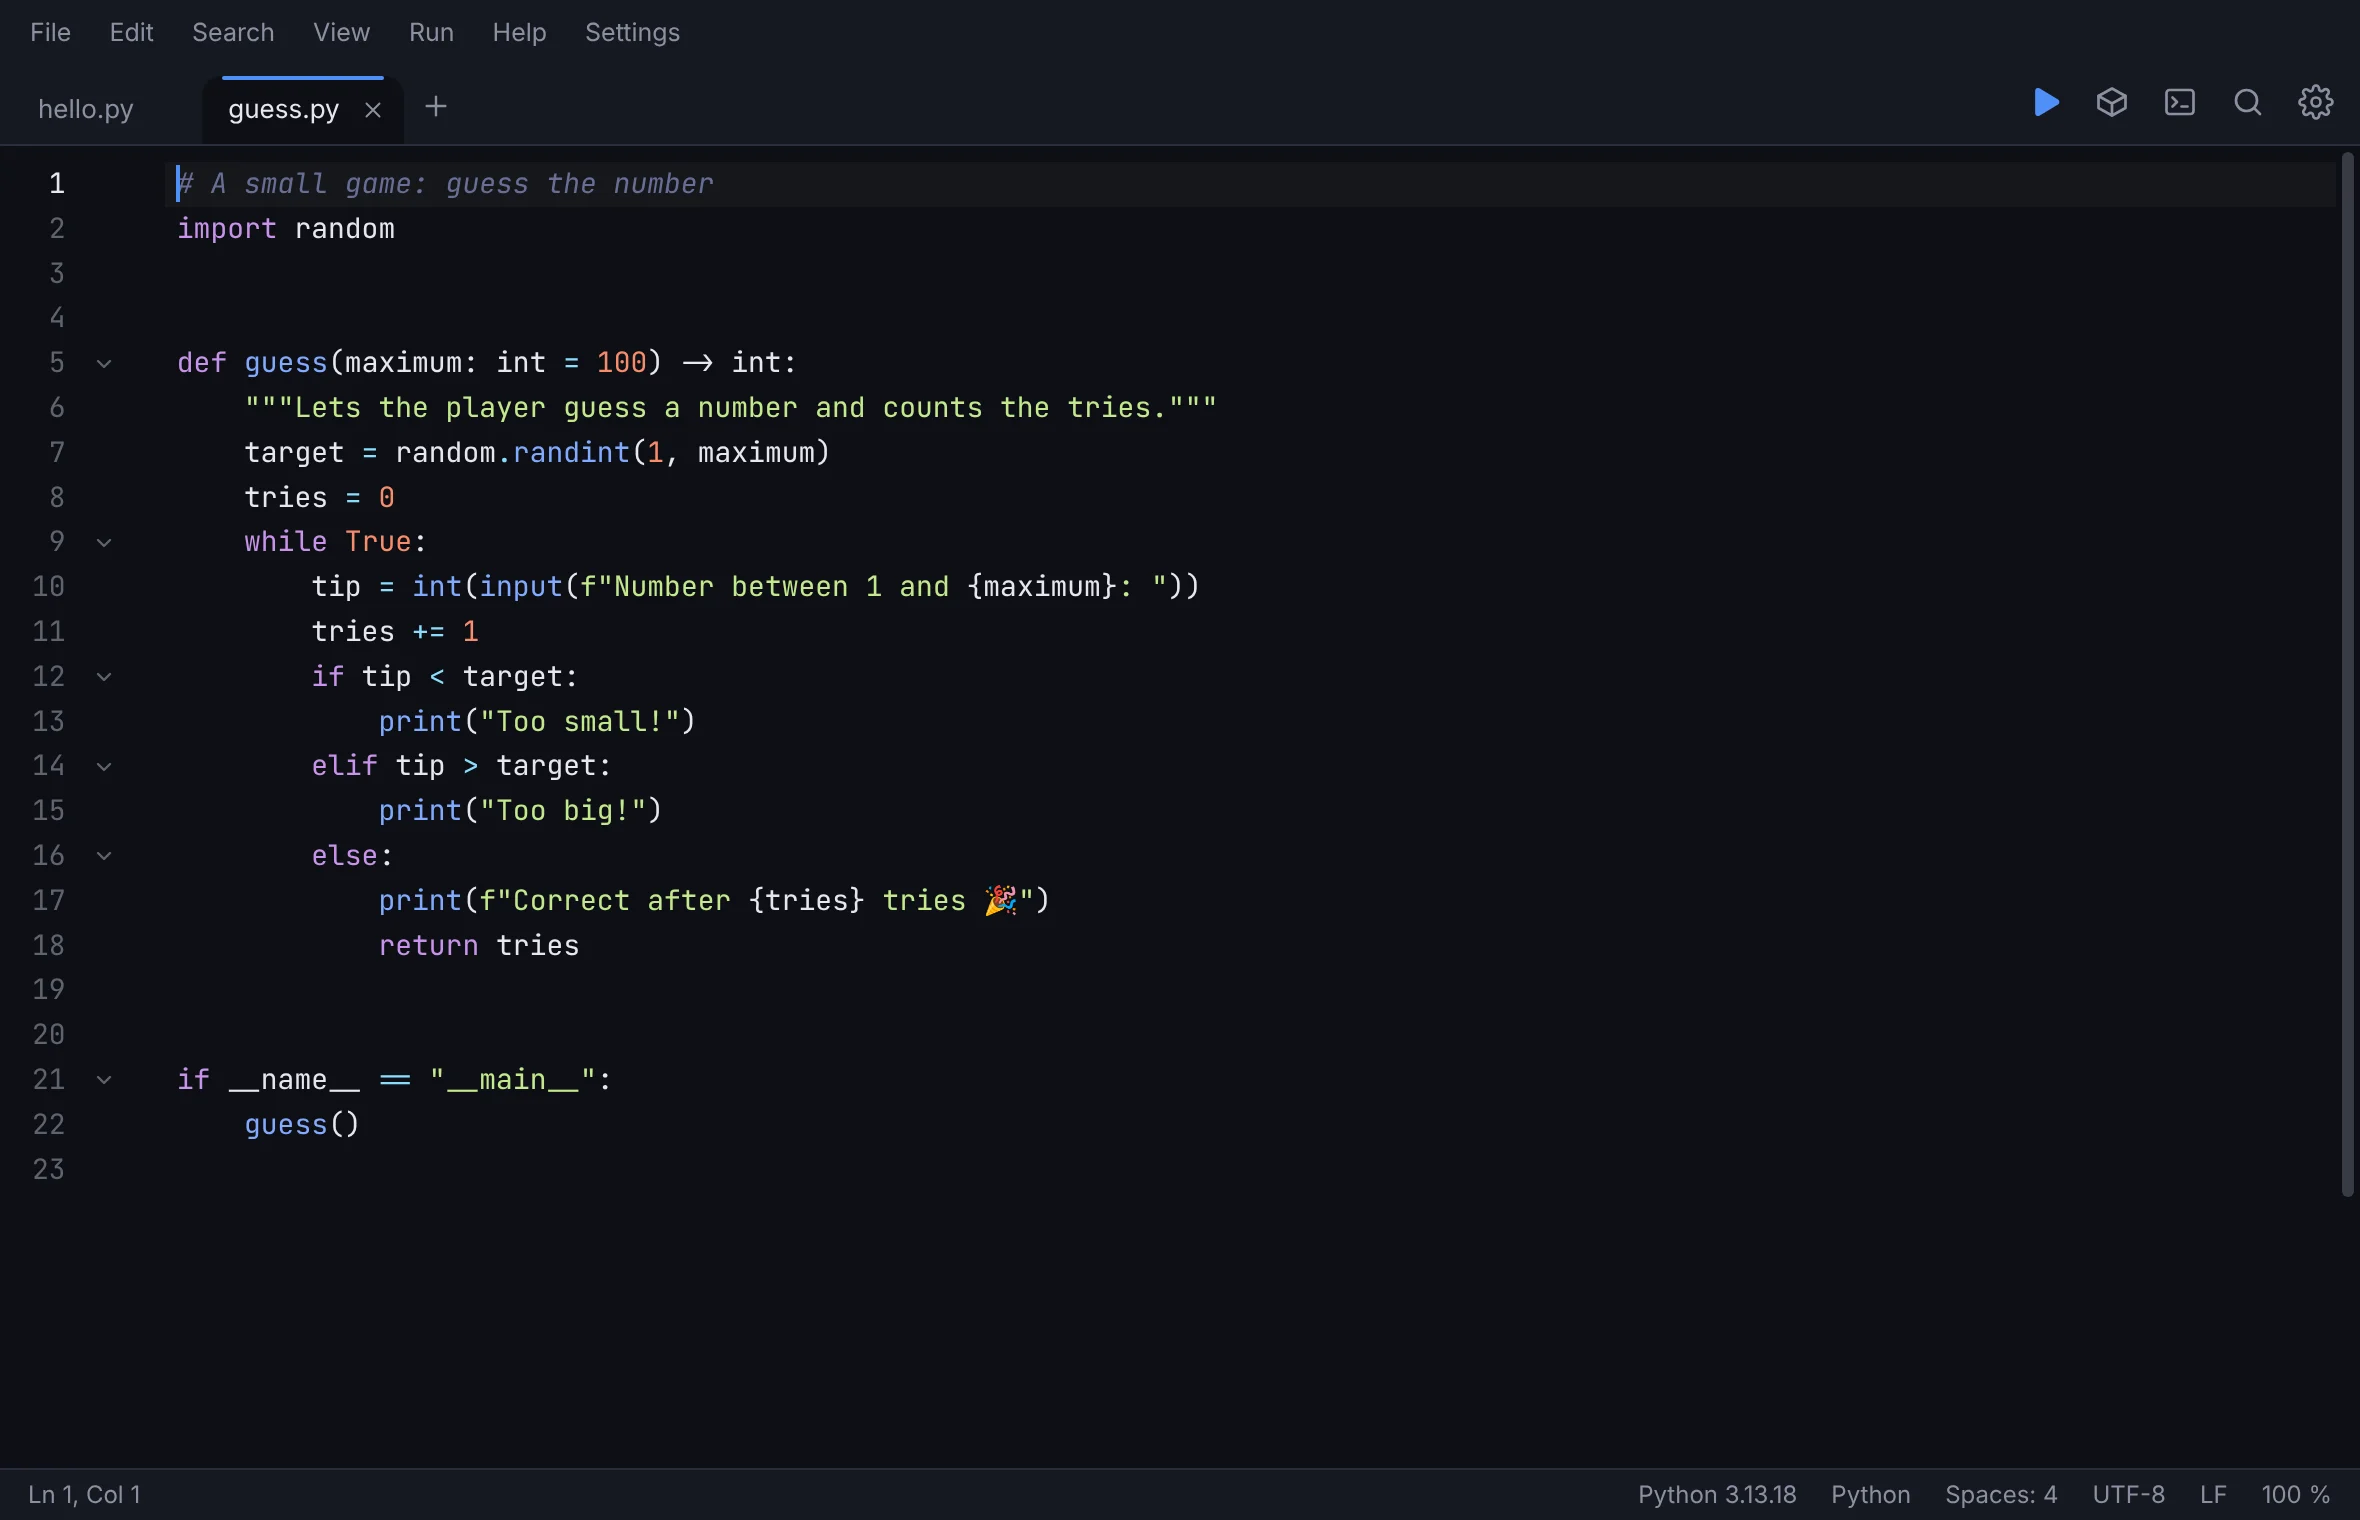 File Edit Search View Run Help Settings
hello.py guess.py
1 # A small game: guess the number
2 import random
3
4
5 def guess(maximum: int = 100) -> int:
6     """Lets the player guess a number and counts the tries."""
7     target = random.randint(1, maximum)
8     tries = 0
9     while True:
10         tip = int(input(f"Number between 1 and {maximum}: "))
11         tries += 1
12         if tip < target:
13             print("Too small!")
14         elif tip > target:
15             print("Too big!")
16         else:
17             print(f"Correct after {tries} tries 🎉")
18             return tries
19
20
21 if __name__ == "__main__":
22     guess()
23
Ln 1, Col 1 Python 3.13.18 Python Spaces: 4 UTF-8 LF 100 %